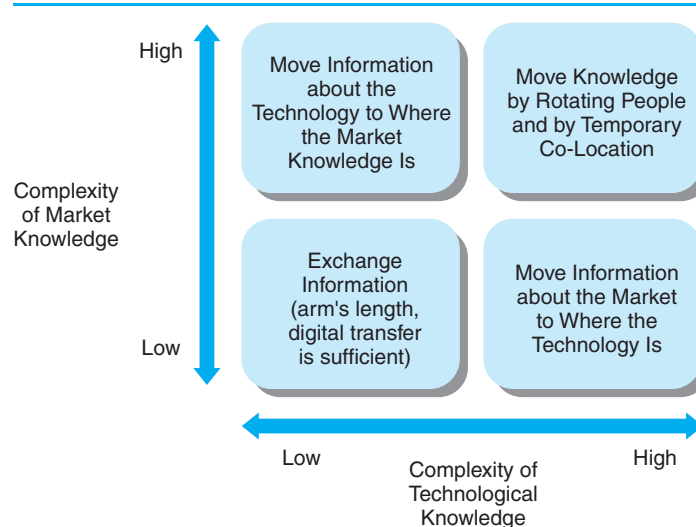 High
Move Information
about the
Technology to Where
the Market
Knowledge Is
Move Knowledge
by Rotating People
and by Temporary
Co-Location
Complexity
of Market
Knowledge
Exchange
Information
(arm's length,
digital transfer
is sufficient)
Move Information
about the Market
to Where the
Technology Is
Low
Low
Complexity of
Technological
Knowledge
High